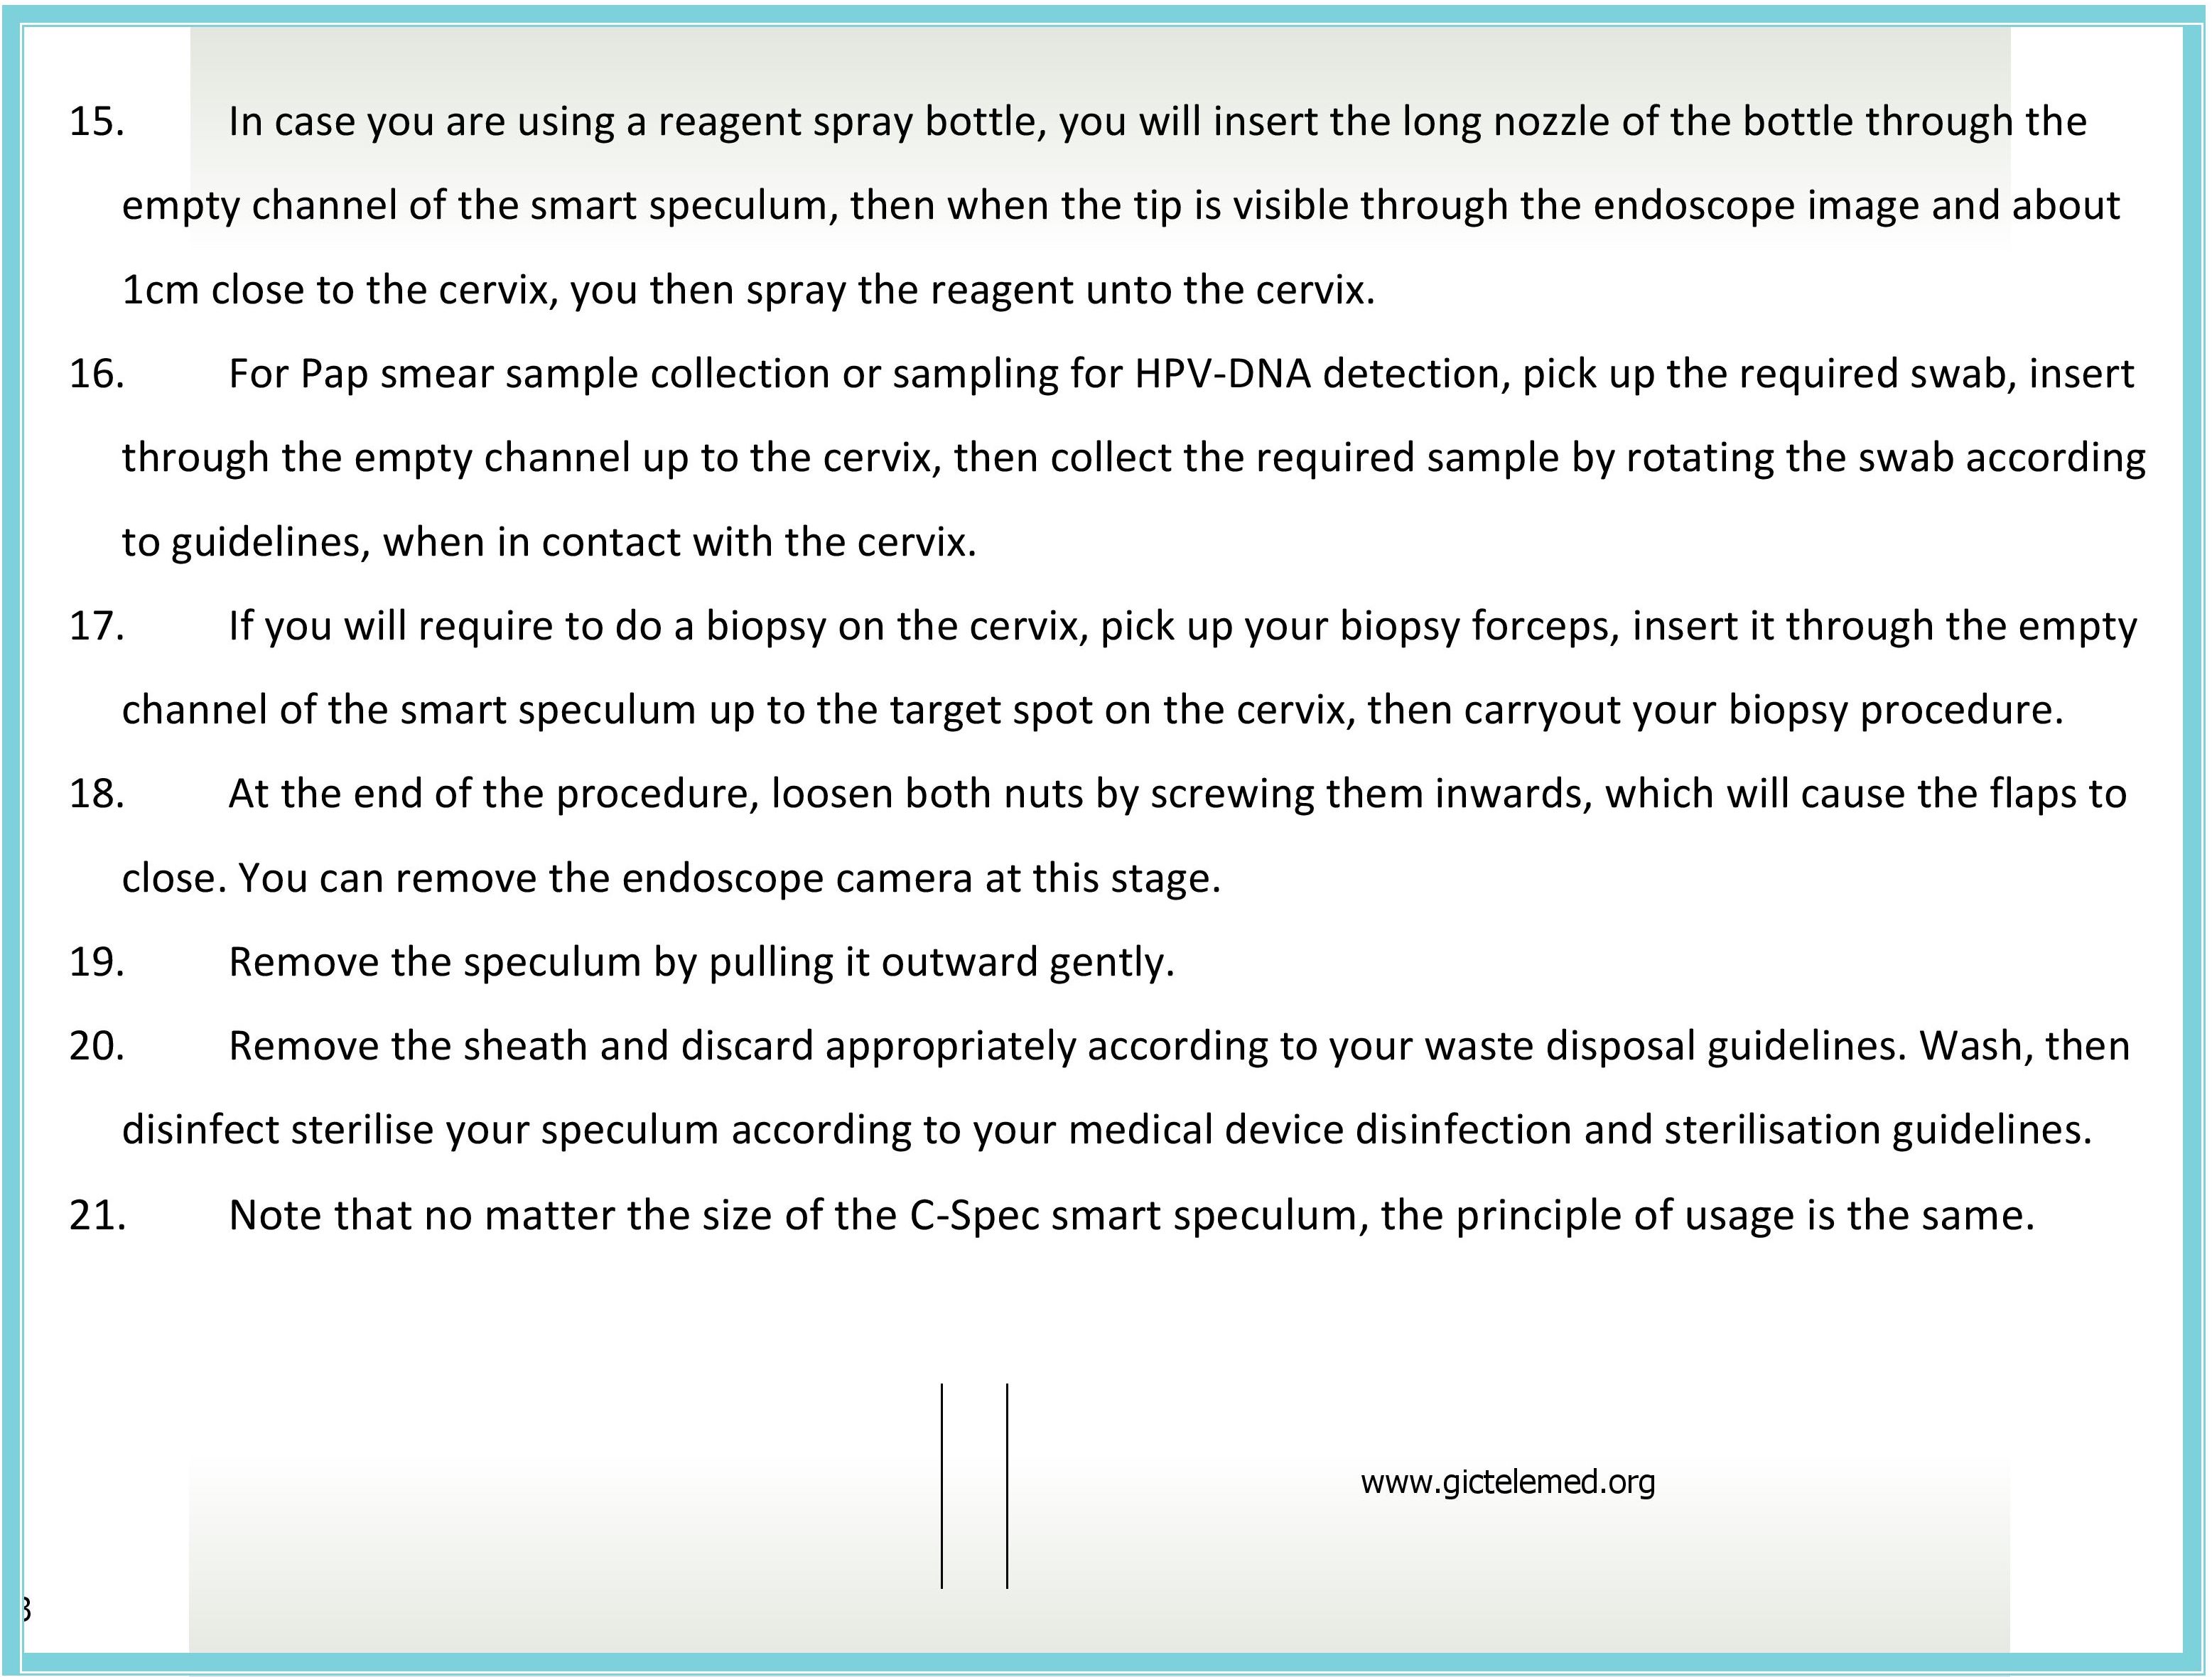 15. In case you are using a reagent spray bottle, you will insert the long nozzle of the bottle through the
empty channel of the smart speculum, then when the tip is visible through the endoscope image and about
1cm close to the cervix, you then spray the reagent unto the cervix.
16. For Pap smear sample collection or sampling for HPV-DNA detection, pick up the required swab, insert
through the empty channel up to the cervix, then collect the required sample by rotating the swab according
to guidelines, when in contact with the cervix.
17. If you will require to do a biopsy on the cervix, pick up your biopsy forceps, insert it through the empty
channel of the smart speculum up to the target spot on the cervix, then carryout your biopsy procedure.
18. At the end of the procedure, loosen both nuts by screwing them inwards, which will cause the flaps to
close. You can remove the endoscope camera at this stage.
19. Remove the speculum by pulling it outward gently.
20. Remove the sheath and discard appropriately according to your waste disposal guidelines. Wash, then
disinfect sterilise your speculum according to your medical device disinfection and sterilisation guidelines.
21. Note that no matter the size of the C-Spec smart speculum, the principle of usage is the same.
www.gictelemed.org